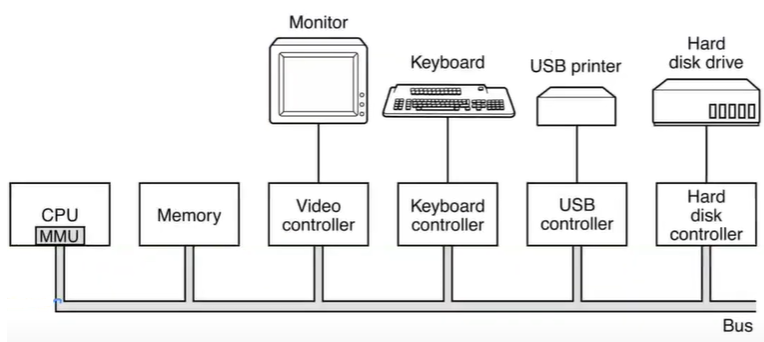 Monitor
Keyboard
USB printer
Hard
disk drive
CPU
MMU
Memory
Video
controller
Keyboard
controller
USB
controller
Hard
disk
controller
Bus